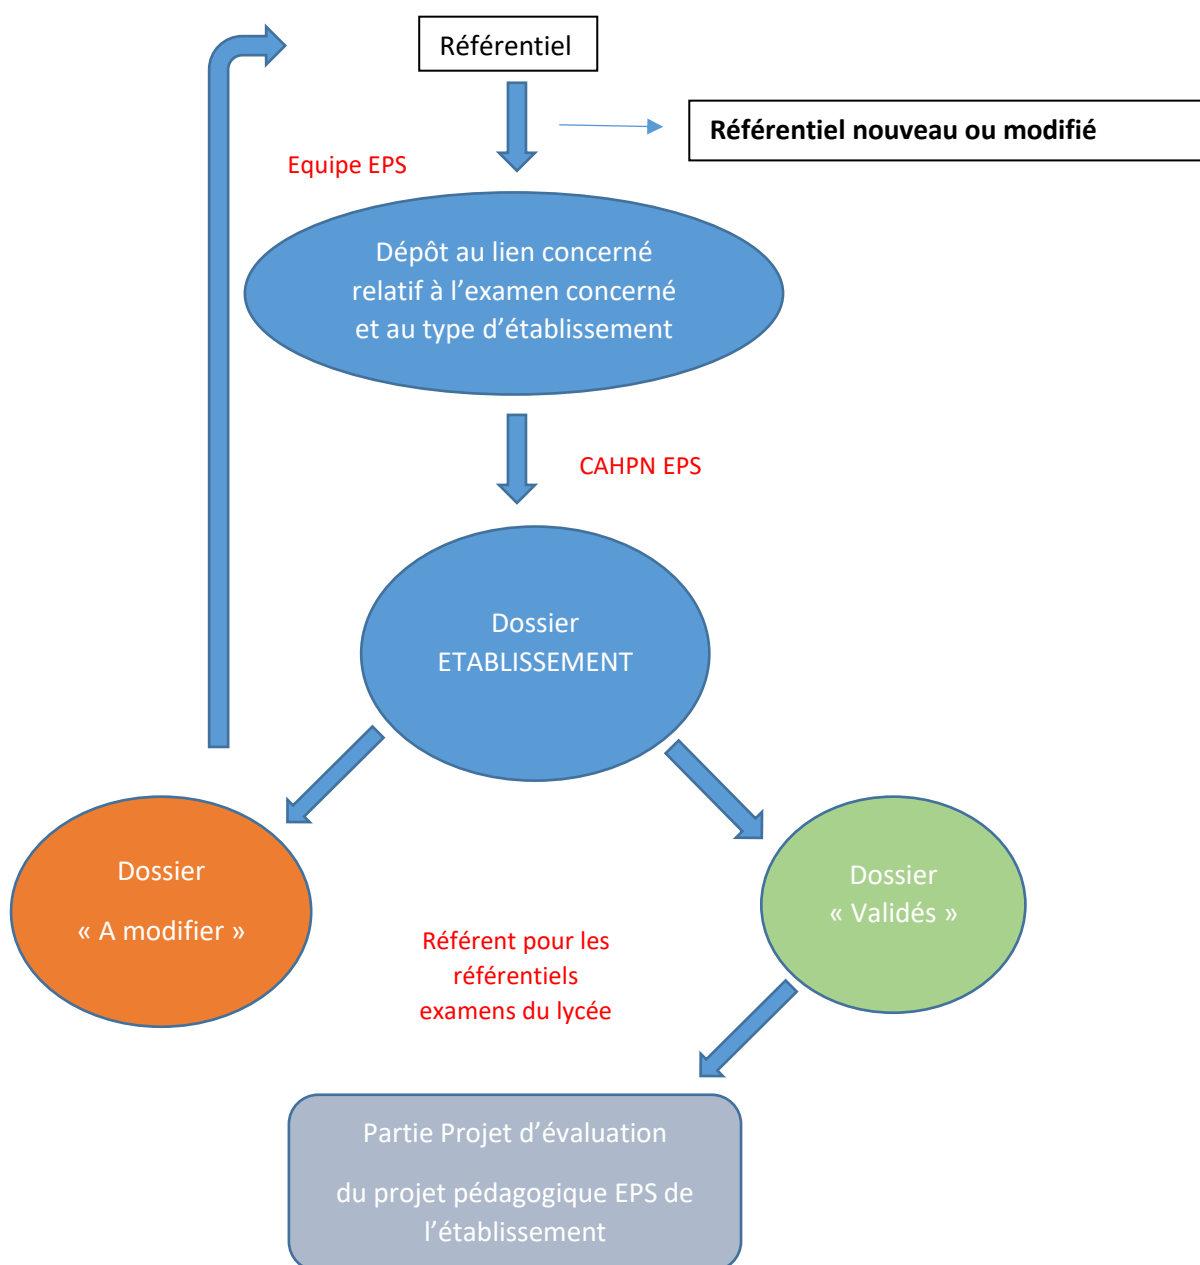 Référentiel
Référentiel nouveau ou modifié
Equipe EPS
Dépôt au lien concerné
relatif à l’examen concerné
et au type d’établissement
CAHPN EPS
Dossier
ETABLISSEMENT
Dossier
« A modifier »
Dossier
« Validés »
Référent pour les
référentiels
examens du lycée
Partie Projet d’évaluation
du projet pédagogique EPS de
l’établissement